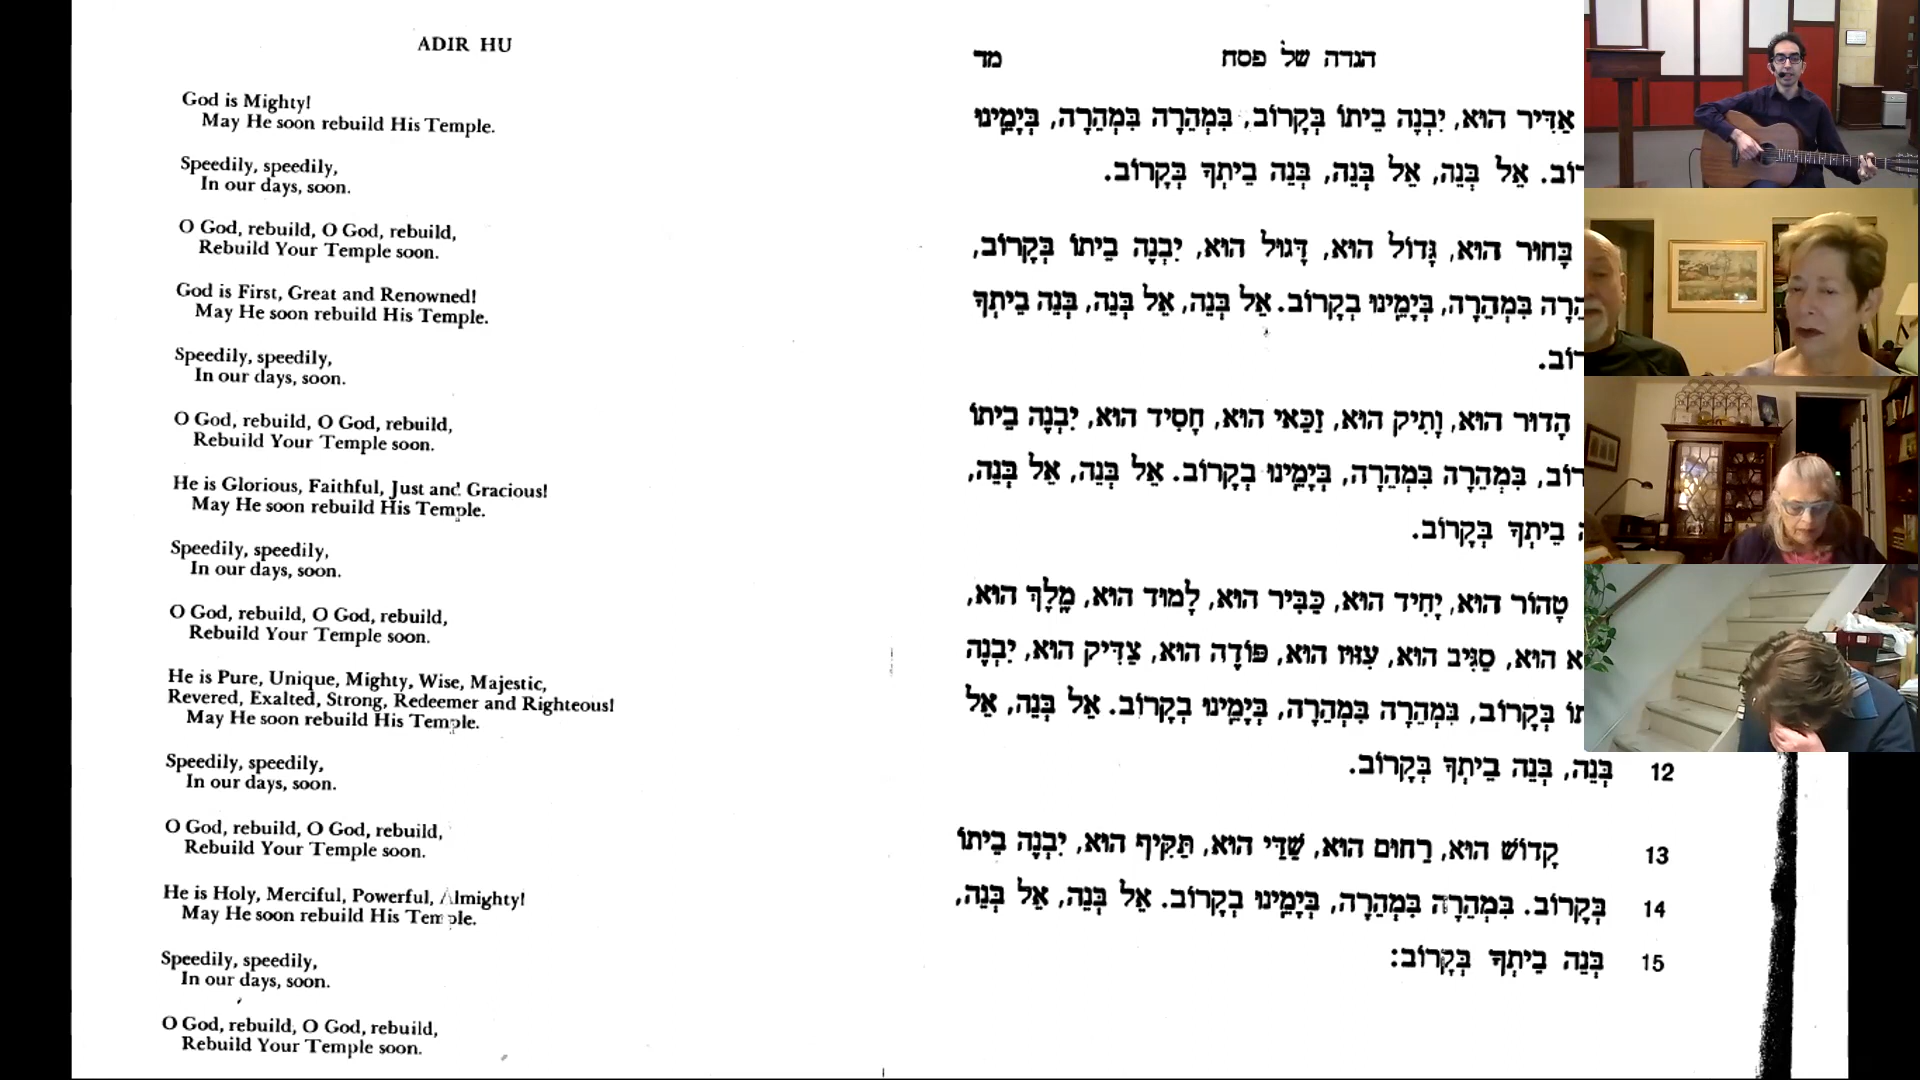 ADIR HU
God is Mighty!
May He soon rebuild His Temple.
Speedily, speedily,
In our days, soon.
O God, rebuild, O God, rebuild,
Rebuild Your Temple soon.
God is First, Great and Renowned!
May He soon rebuild His Temple.
Speedily, speedily,
In our days, soon.
O God, rebuild, O God, rebuild,
Rebuild Your Temple soon.
He is Glorious, Faithful, Just and Gracious!
May He soon rebuild His Temple.
Speedily, speedily,
In our days, soon.
O God, rebuild, O God, rebuild,
Rebuild Your Temple soon.
He is Pure, Unique, Mighty, Wise, Majestic,
Revered, Exalted, Strong, Redeemer and Righteous!
May He soon rebuild His Temple.
Speedily, speedily,
In our days, soon.
O God, rebuild, O God, rebuild,
Rebuild Your Temple soon.
He is Holy, Merciful, Powerful, Almighty!
May He soon rebuild His Temple.
Speedily, speedily,
In our days, soon.
O God, rebuild, O God, rebuild,
Rebuild Your Temple soon.
הגדה של פסח מד
אַדִּיר הוּא, יִבְנֶה בֵיתוֹ בְּקָרוֹב, בִּמְהֵרָה בִּמְהֵרָה, בְּיָמֵינוּ
אֵל בְּנֵה, אֵל בְּנֵה, בְּנֵה בֵיתְךָ בְּקָרוֹב.
בָּחוּר הוּא, גָּדוֹל הוּא, דָּגוּל הוּא, יִבְנֶה בֵיתוֹ בְּקָרוֹב,
בִּמְהֵרָה, בְּיָמֵינוּ בְקָרוֹב. אֵל בְּנֵה, אֵל בְּנֵה, בְּנֵה בֵיתְךָ
הָדוּר הוּא, וָתִיק הוּא, זַכַּאי הוּא, חָסִיד הוּא, יִבְנֶה בֵיתוֹ
בִּמְהֵרָה בִּמְהֵרָה, בְּיָמֵינוּ בְקָרוֹב. אֵל בְּנֵה, אֵל בְּנֵה,
בֵיתְךָ בְּקָרוֹב.
טָהוֹר הוּא, יָחִיד הוּא, כַּבִּיר הוּא, לָמוּד הוּא, מֶלֶךְ הוּא,
הוּא, סַגִּיב הוּא, עִזּוּז הוּא, פּוֹדֶה הוּא, צַדִּיק הוּא, יִבְנֶה
בְּקָרוֹב, בִּמְהֵרָה בִּמְהֵרָה, בְּיָמֵינוּ בְקָרוֹב. אֵל בְּנֵה, אֵל
12 בְּנֵה, בְּנֵה בֵיתְךָ בְּקָרוֹב.
13 קָדוֹשׁ הוּא, רַחוּם הוּא, שַׁדַּי הוּא, תַּקִּיף הוּא, יִבְנֶה בֵיתוֹ
14 בְּקָרוֹב. בִּמְהֵרָה בִּמְהֵרָה, בְּיָמֵינוּ בְקָרוֹב. אֵל בְּנֵה, אֵל בְּנֵה,
15 בְּנֵה בֵיתְךָ בְּקָרוֹב: